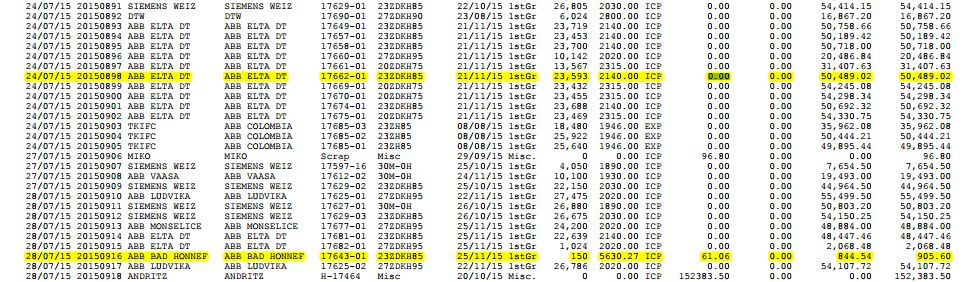 24/07/15 20150891 SIEMENS WEIZ SIEMENS WEIZ 17629-01 23ZDKH85 22/10/15 1stGr 26,805 2030.00 ICP 0.00 0.00 54,414.15 54,414.15
24/07/15 20150892 DTW DTW 17690-01 27ZDKH90 23/08/15 1stGr 6,024 2800.00 ICP 0.00 0.00 16,867.20 16,867.20
24/07/15 20150893 ABB ELTA DT ABB ELTA DT 17649-01 23ZDKH85 21/11/15 1stGr 23,719 2140.00 ICP 0.00 0.00 50,758.66 50,758.66
24/07/15 20150894 ABB ELTA DT ABB ELTA DT 17657-01 23ZDKH85 21/11/15 1stGr 23,453 2140.00 ICP 0.00 0.00 50,189.42 50,189.42
24/07/15 20150895 ABB ELTA DT ABB ELTA DT 17658-01 23ZDKH85 21/11/15 1stGr 23,700 2140.00 ICP 0.00 0.00 50,718.00 50,718.00
24/07/15 20150896 ABB ELTA DT ABB ELTA DT 17660-01 27ZDKH90 21/11/15 1stGr 10,142 2020.00 ICP 0.00 0.00 20,486.84 20,486.84
24/07/15 20150897 ABB ELTA DT ABB ELTA DT 17661-01 20ZDKH75 21/11/15 1stGr 13,567 2315.00 ICP 0.00 0.00 31,407.63 31,407.63
24/07/15 20150898 ABB ELTA DT ABB ELTA DT 17662-01 23ZDKH85 21/11/15 1stGr 23,593 2140.00 ICP 0.00 0.00 50,489.02 50,489.02
24/07/15 20150899 ABB ELTA DT ABB ELTA DT 17669-01 20ZDKH75 21/11/15 1stGr 23,432 2315.00 ICP 0.00 0.00 54,245.08 54,245.08
24/07/15 20150900 ABB ELTA DT ABB ELTA DT 17670-01 20ZDKH75 21/11/15 1stGr 23,455 2315.00 ICP 0.00 0.00 54,298.34 54,298.34
24/07/15 20150901 ABB ELTA DT ABB ELTA DT 17674-01 23ZDKH85 21/11/15 1stGr 23,688 2140.00 ICP 0.00 0.00 50,692.32 50,692.32
24/07/15 20150902 ABB ELTA DT ABB ELTA DT 17675-01 20ZDKH75 21/11/15 1stGr 23,469 2315.00 ICP 0.00 0.00 54,330.75 54,330.75
24/07/15 20150903 TKIFC ABB COLOMBIA 17685-03 23ZH85 08/08/15 1stGr 18,480 1946.00 EXP 0.00 0.00 35,962.08 35,962.08
24/07/15 20150904 TKIFC ABB COLOMBIA 17685-02 23ZH85 08/08/15 1stGr 25,922 1946.00 EXP 0.00 0.00 50,444.21 50,444.21
24/07/15 20150905 TKIFC ABB COLOMBIA 17685-01 23ZH85 08/08/15 1stGr 25,640 1946.00 EXP 0.00 0.00 49,895.44 49,895.44
27/07/15 20150906 MIKO MIKO Scrap Misc 29/09/15 Misc. 0 0.00 ICP 96.80 0.00 0.00 96.80
27/07/15 20150907 SIEMENS WEIZ SIEMENS WEIZ 17597-16 30M-0H 25/10/15 1stGr 4,050 1890.00 ICP 0.00 0.00 7,654.50 7,654.50
27/07/15 20150908 ABB VAASA ABB VAASA 17612-02 30M-0H 24/11/15 1stGr 10,100 1930.00 ICP 0.00 0.00 19,493.00 19,493.00
27/07/15 20150909 SIEMENS WEIZ SIEMENS WEIZ 17629-02 23ZDKH85 25/10/15 1stGr 22,150 2030.00 ICP 0.00 0.00 44,964.50 44,964.50
28/07/15 20150910 ABB LUDVIKA ABB LUDVIKA 17625-01 27ZDKH95 22/10/15 1stGr 27,475 2020.00 ICP 0.00 0.00 55,499.50 55,499.50
28/07/15 20150911 SIEMENS WEIZ SIEMENS WEIZ 17627-01 30M-0H 26/10/15 1stGr 26,880 1890.00 ICP 0.00 0.00 50,803.20 50,803.20
28/07/15 20150912 SIEMENS WEIZ SIEMENS WEIZ 17629-03 23ZDKH85 26/10/15 1stGr 26,675 2030.00 ICP 0.00 0.00 54,150.25 54,150.25
28/07/15 20150913 ABB MONSELICE ABB MONSELICE 17677-01 27ZDKH90 25/11/15 1stGr 24,200 2020.00 ICP 0.00 0.00 48,884.00 48,884.00
28/07/15 20150914 ABB ELTA DT ABB ELTA DT 17681-01 23ZDKH85 25/11/15 1stGr 22,639 2140.00 ICP 0.00 0.00 48,447.46 48,447.46
28/07/15 20150915 ABB ELTA DT ABB ELTA DT 17682-01 27ZDKH90 25/11/15 1stGr 1,024 2020.00 ICP 0.00 0.00 2,068.48 2,068.48
28/07/15 20150916 ABB BAD HONNEF ABB BAD HONNEF 17643-01 23ZDKH85 25/11/15 1stGr 150 5630.27 ICP 61.06 0.00 844.54 905.60
28/07/15 20150917 ABB LUDVIKA ABB LUDVIKA 17625-02 27ZDKH95 22/10/15 1stGr 26,786 2020.00 ICP 0.00 0.00 54,107.72 54,107.72
28/07/15 20150918 ANDRITZ ANDRITZ H-17464 Misc 20/10/15 Misc. 0 0.00 ICP 152383.50 0.00 0.00 152,383.50